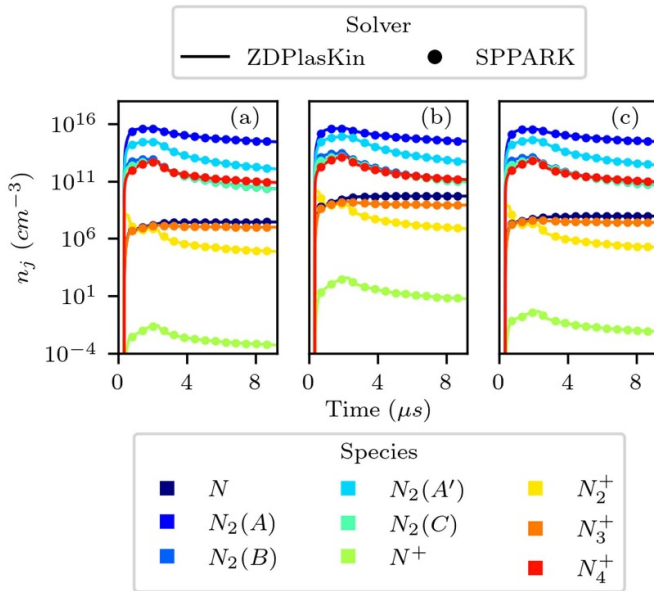 Solver
ZDPlasKin SPPARK
(a) (b) (c)
10^16
10^11
10^6
10^1
10^−4
n_j (cm^−3)
0 4 8 0 4 8 0 4 8
Time (μs)
Species
N N_2(A′) N_2^+
N_2(A) N_2(C) N_3^+
N_2(B) N^+ N_4^+